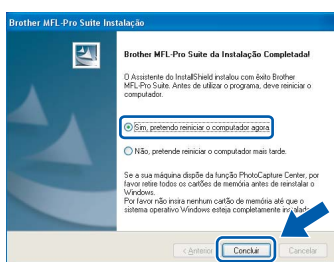 Brother MFL-Pro Suite Instalação
Brother MFL-Pro Suite da Instalação Completada!
O Assistente do InstallShield instalou com êxito Brother
MFL-Pro Suite. Antes de utilizar o programa, deve reiniciar o
computador.
Sim, pretendo reiniciar o computador agora.
Não, pretende reiniciar o computador mais tarde.
Se a sua máquina dispõe da função PhotoCapture Center, por
favor retire todos os cartões de memória antes de reinstalar o
Windows.
Por favor não insira nenhum cartão de memória até que o
sistema operativo Windows esteja completamente
< Anterior Concluir Cancelar